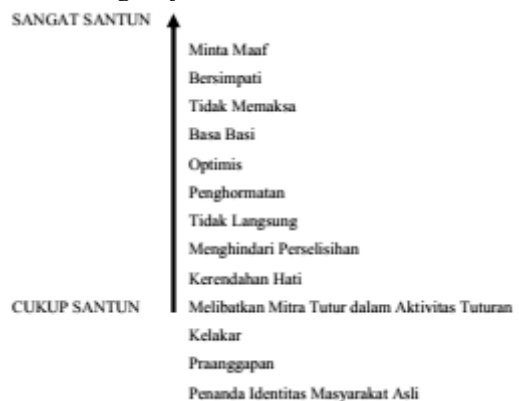 SANGAT SANTUN
Minta Maaf
Bersimpati
Tidak Memaksa
Basa Basi
Optimis
Penghormatan
Tidak Langsung
Menghindari Perselisihan
Kerendahan Hati
CUKUP SANTUN Melibatkan Mitra Tutur dalam Aktivitas Tuturan
Kelakar
Praanggapan
Penanda Identitas Masyarakat Asli